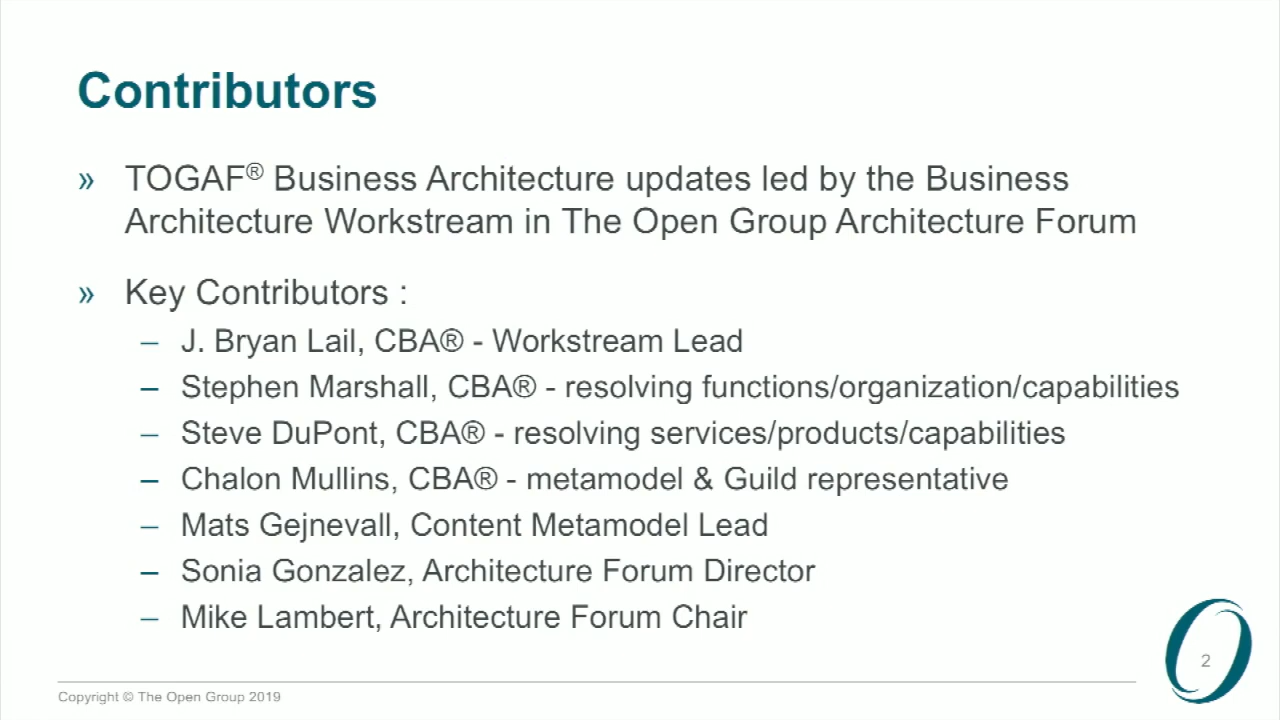 Contributors
» TOGAF® Business Architecture updates led by the Business
Architecture Workstream in The Open Group Architecture Forum
» Key Contributors :
– J. Bryan Lail, CBA® - Workstream Lead
– Stephen Marshall, CBA® - resolving functions/organization/capabilities
– Steve DuPont, CBA® - resolving services/products/capabilities
– Chalon Mullins, CBA® - metamodel & Guild representative
– Mats Gejnevall, Content Metamodel Lead
– Sonia Gonzalez, Architecture Forum Director
– Mike Lambert, Architecture Forum Chair
2
Copyright © The Open Group 2019